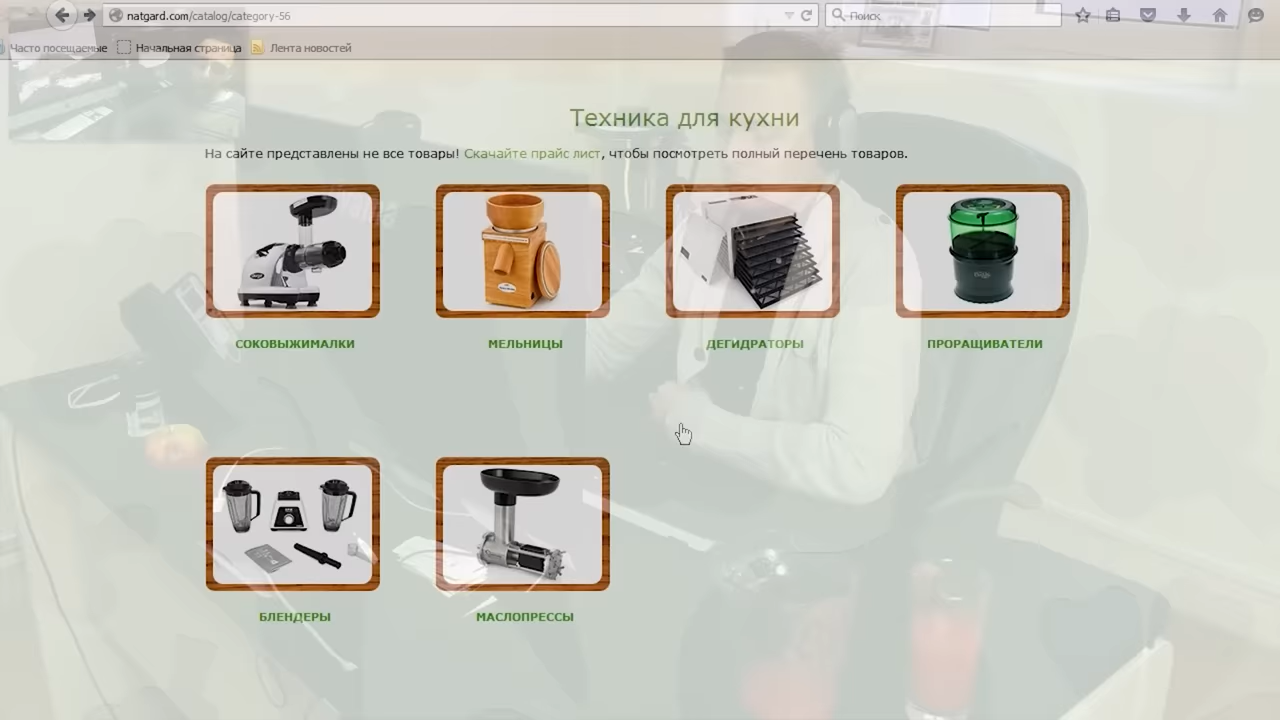 natgard.com/catalog/category-56
Поиск
Часто посещаемые
Начальная страница
Лента новостей
Техника для кухни
На сайте представлены не все товары! Скачайте прайс лист, чтобы посмотреть полный перечень товаров.
СОКОВЫЖИМАЛКИ
МЕЛЬНИЦЫ
ДЕГИДРАТОРЫ
ПРОРАЩИВАТЕЛИ
БЛЕНДЕРЫ
МАСЛОПРЕССЫ